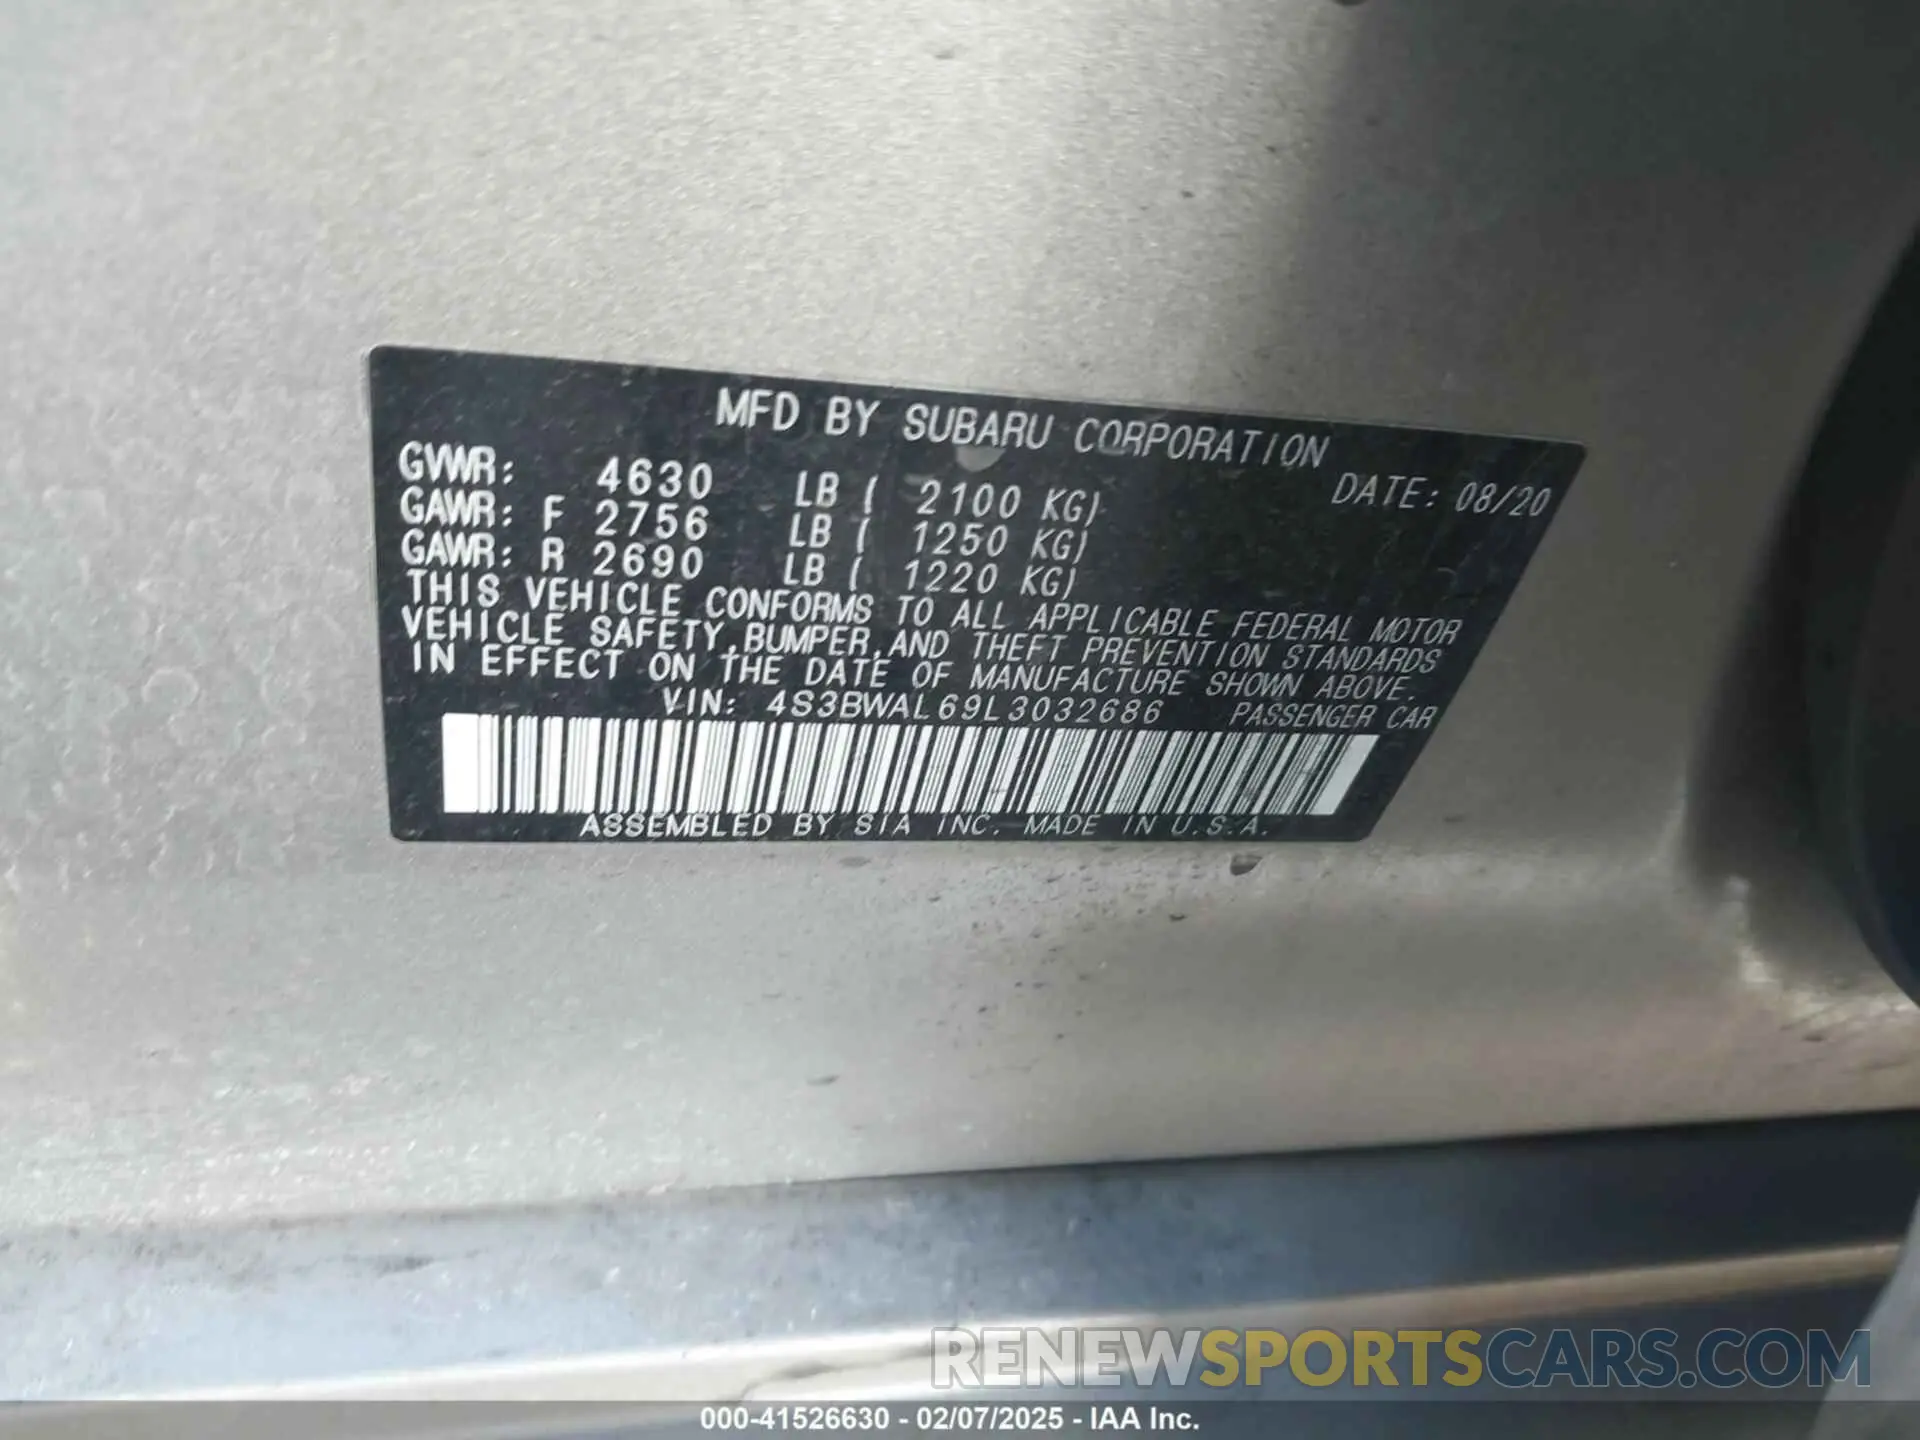 MFD BY SUBARU CORPORATION
GVWR: 4630 LB ( 2100 KG) DATE: 08/20
GAWR: F 2756 LB ( 1250 KG)
GAWR: R 2690 LB ( 1220 KG)
THIS VEHICLE CONFORMS TO ALL APPLICABLE FEDERAL MOTOR
VEHICLE SAFETY, BUMPER, AND THEFT PREVENTION STANDARDS
IN EFFECT ON THE DATE OF MANUFACTURE SHOWN ABOVE.
VIN: 4S3BWAL69L3032686 PASSENGER CAR
ASSEMBLED BY SIA INC. MADE IN U.S.A.
RENEWSPORTSCARS.COM
000-41526630 - 02/07/2025 - IAA Inc.